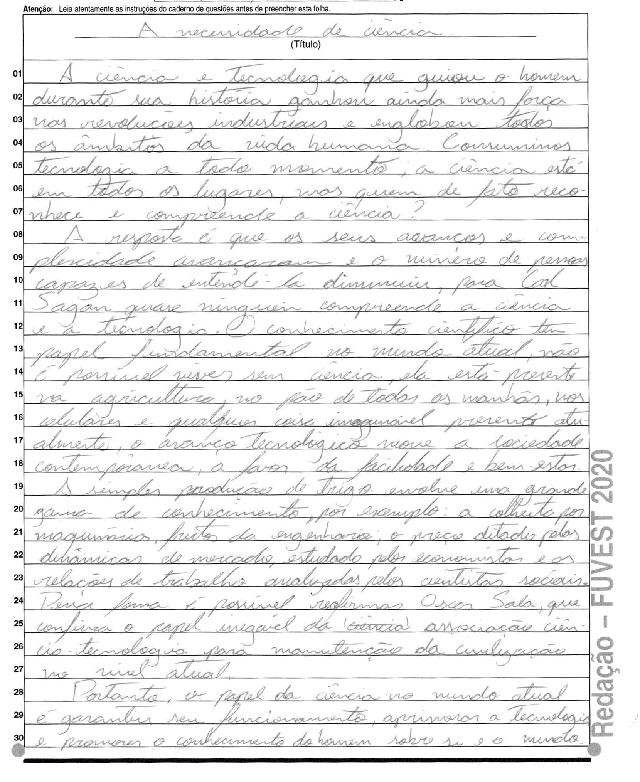 Atenção: Leia atentamente as instruções do caderno de questões antes de preencher esta folha.
A necessidade de ciência
(Título)
01 A ciência e tecnologia que guiou o homem
02 durante sua história ganhou ainda mais força
03 nas revoluções industriais e englobou todos
04 os âmbitos da vida humana Consumimos
05 tecnologia a todo momento, a ciência está
06 em todos os lugares, mas quem de fato reco-
07 nhece e compreende a ciência?
08 A resposta é que os seus avanços e com-
09 plexidade avançaram e o número de pessoas
10 capazes de entendê-la diminuiu, para Carl
11 Sagan quase ninguém compreende a ciência
12 e a tecnologia. O conhecimento científico tem
13 papel fundamental no mundo atual, não
14 é possível viver sem ciência, ela está presente
15 na agricultura, no pão de todas as manhãs, nos
16 celulares e qualquer coisa imaginável presente atu
17 almente, o avanço tecnológico move a sociedade
18 contemporânea, a favor da facilidade e bem-estar
19 A simples produção de trigo envolve uma grande
20 gama de conhecimento, por exemplo: a colheita por
21 maquinários, frutos da engenharia, o preço ditados pelas
22 dinâmicas de mercado, estudado pelos economistas e as
23 relações de trabalho analisadas pelos cientistas sociais.
24 Dessa forma é possível reafirmar Oscar Sala, que
25 confirma o papel inegável da (ciência) associação ciên-
26 cia-tecnologia para manutenção da civilização
27 no nível atual.
28 Portanto, o papel da ciência no mundo atual
29 é garantir seu funcionamento, aprimorar a tecnologia
30 e promover o conhecimento do homem sobre si e o mundo
Redação – FUVEST 2020